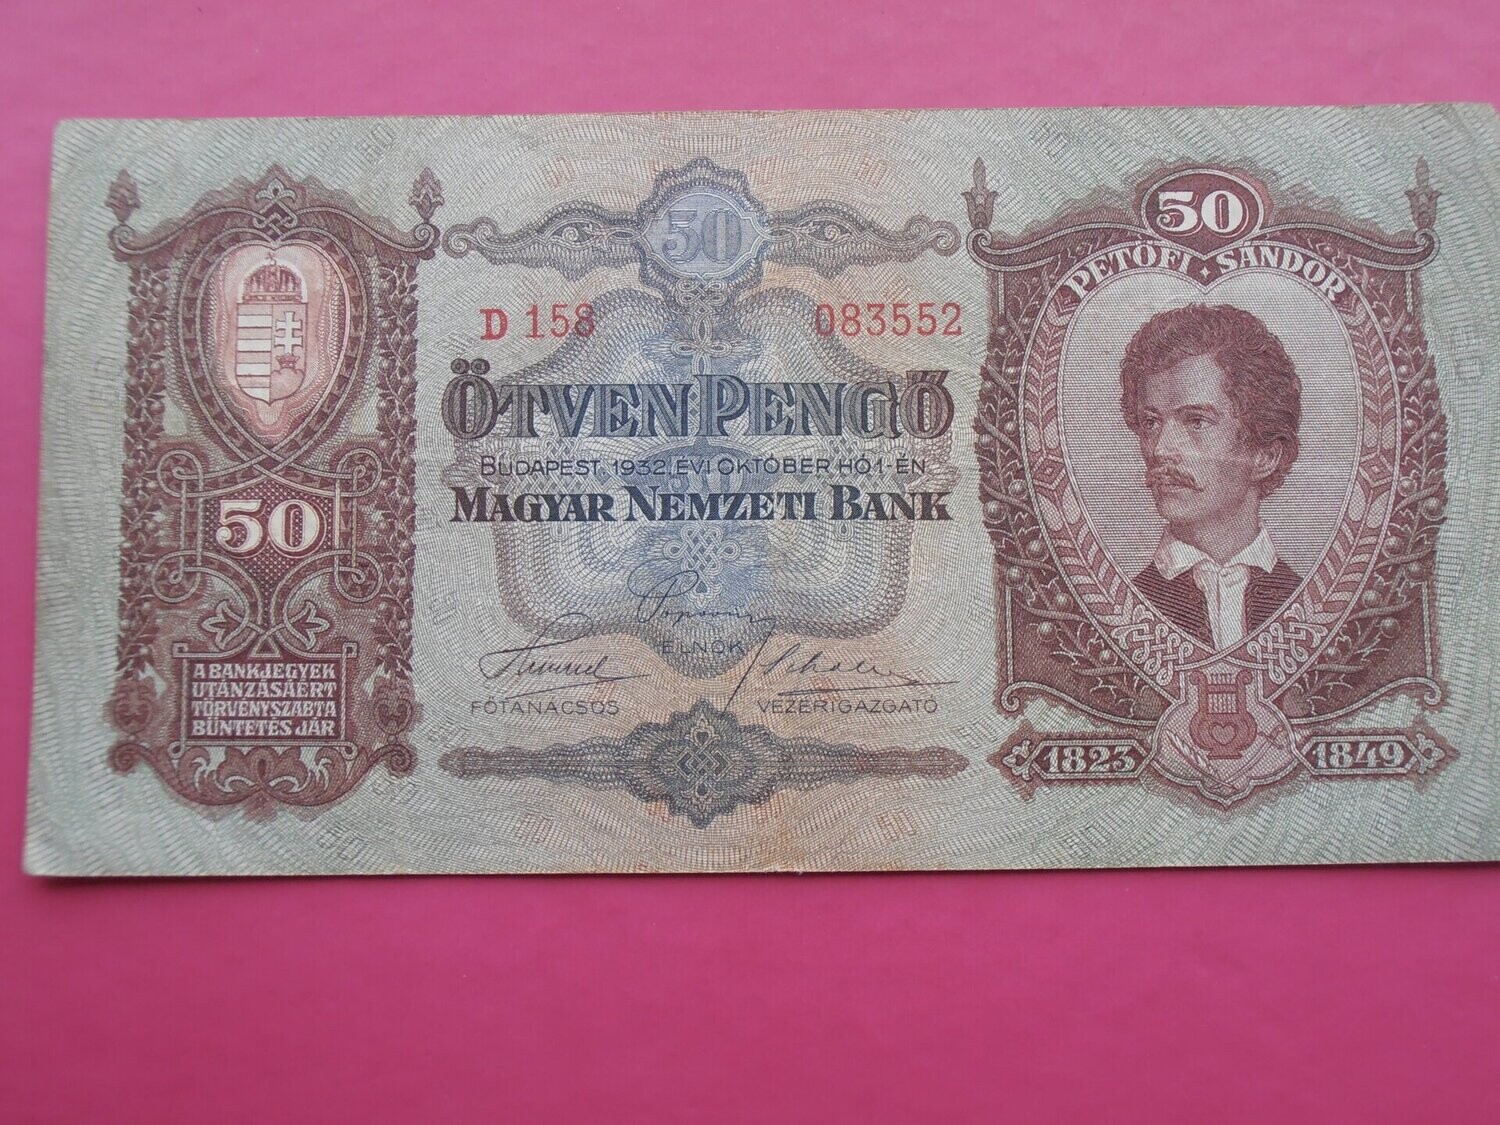 50
50
PETŐFI · SÁNDOR
D 158 083552
ÖTVEN PENGŐ
BUDAPEST, 1932. ÉVI OKTÓBER HÓ 1-ÉN
MAGYAR NEMZETI BANK
50
ELNÖK
FŐTANÁCSOS VEZÉRIGAZGATÓ
A BANKJEGYEK
UTÁNZÁSÁÉRT
TÖRVÉNYSZABTA
BÜNTETÉS JÁR
1823 1849